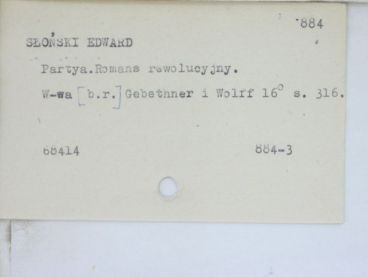 884
SŁOŃSKI EDWARD
Partya.Romans rewolucyjny.
W-wa [b.r.] Gebethner i Wolff 16° s. 316.
68414 884-3